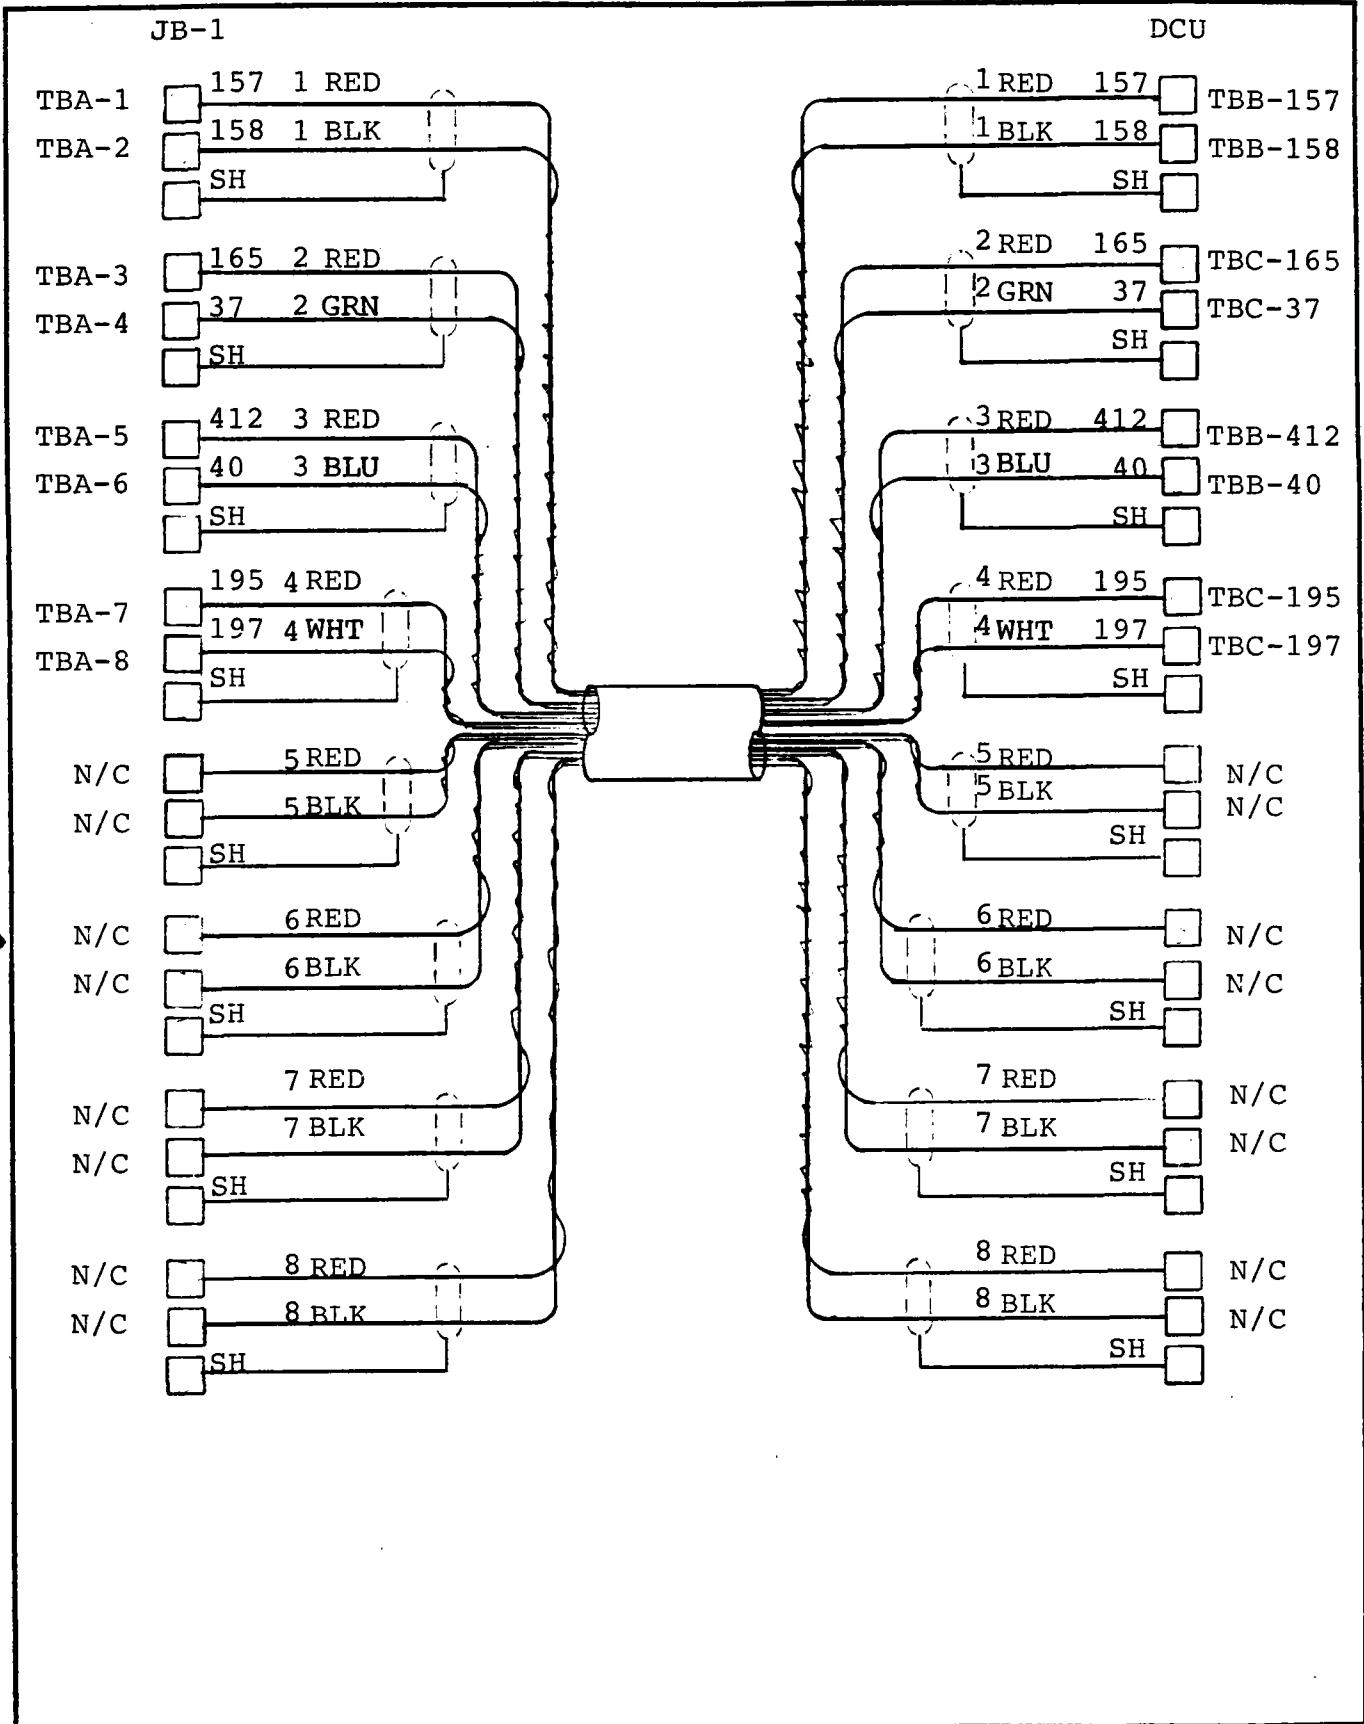 JB-1 DCU
157 1 RED 1 RED 157
TBA-1 TBB-157
158 1 BLK 1 BLK 158
TBA-2 TBB-158
SH SH
165 2 RED 2 RED 165
TBA-3 TBC-165
37 2 GRN 2 GRN 37
TBA-4 TBC-37
SH SH
412 3 RED 3 RED 412
TBA-5 TBB-412
40 3 BLU 3 BLU 40
TBA-6 TBB-40
SH SH
195 4 RED 4 RED 195
TBA-7 TBC-195
197 4 WHT 4 WHT 197
TBA-8 TBC-197
SH SH
5 RED 5 RED
N/C N/C
5 BLK 5 BLK
N/C N/C
SH SH
6 RED 6 RED
N/C N/C
6 BLK 6 BLK
N/C N/C
SH SH
7 RED 7 RED
N/C N/C
7 BLK 7 BLK
N/C N/C
SH SH
8 RED 8 RED
N/C N/C
8 BLK 8 BLK
N/C N/C
SH SH